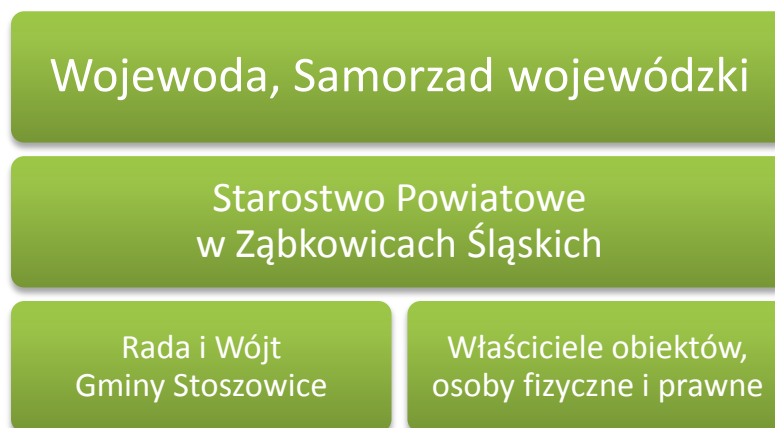 Wojewoda, Samorzad wojewódzki
Starostwo Powiatowe
w Ząbkowicach Śląskich
Rada i Wójt
Gminy Stoszowice
Właściciele obiektów,
osoby fizyczne i prawne